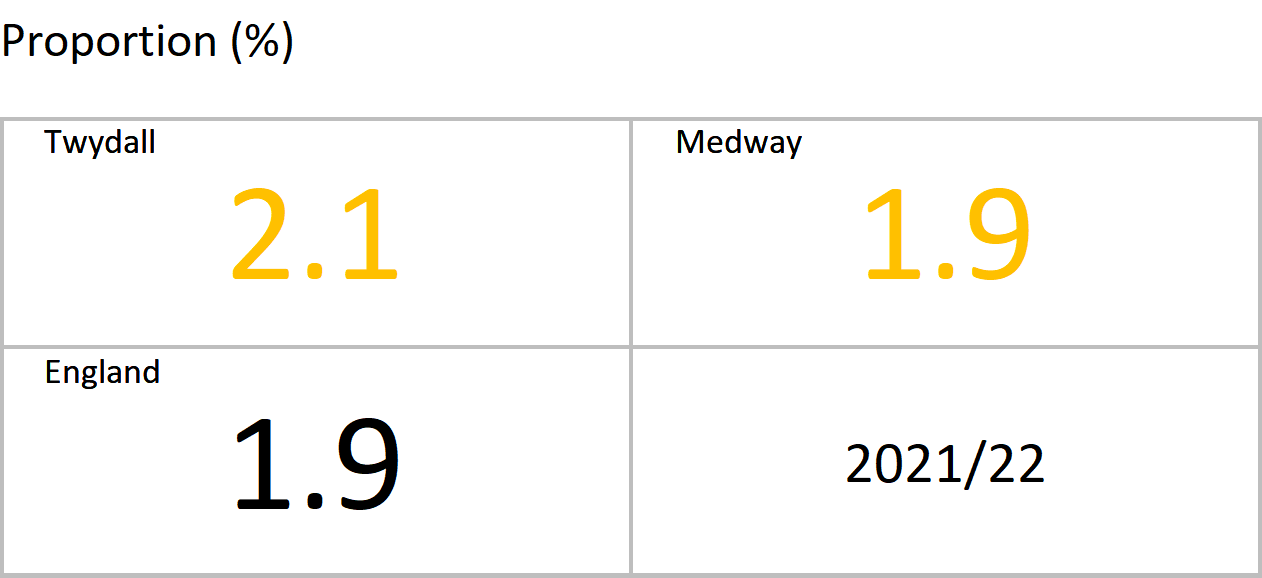 Proportion (%)
Twydall
2.1
Medway
1.9
England
1.9
2021/22